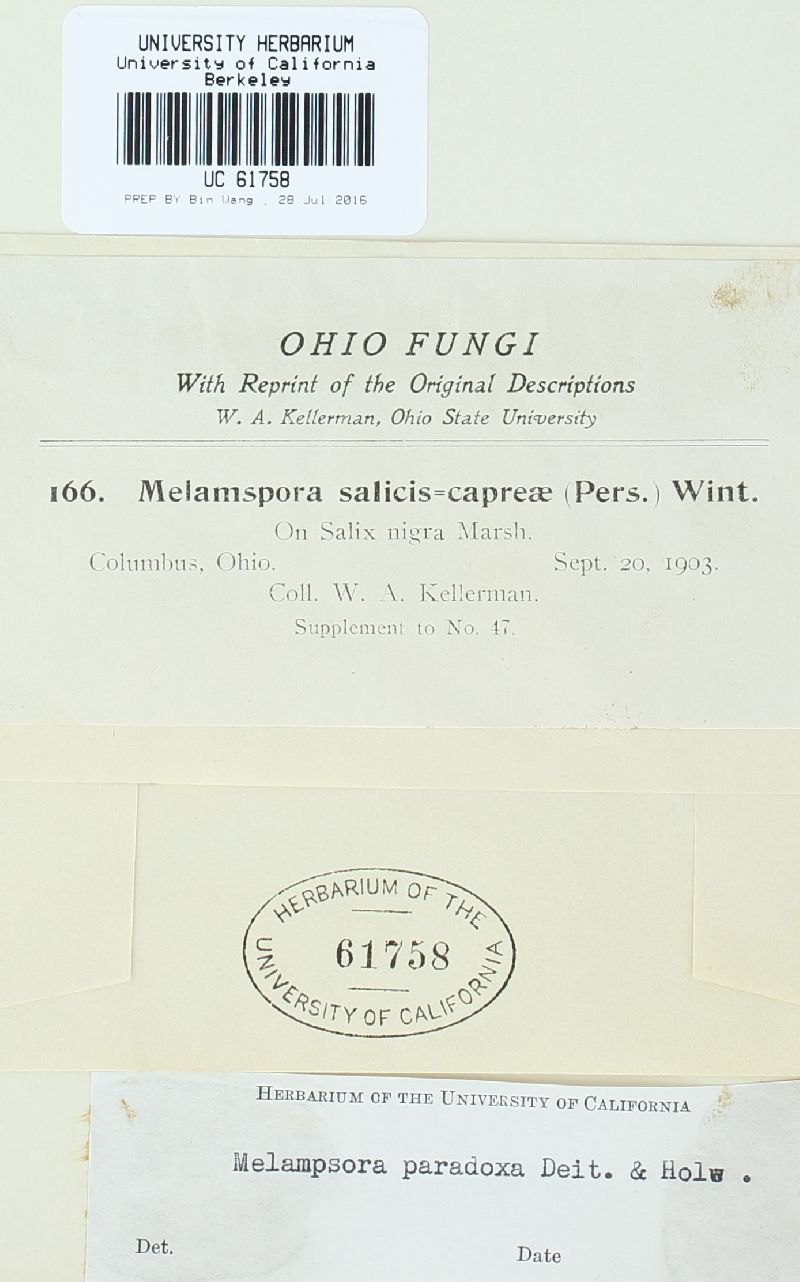 UNIVERSITY HERBARIUM
University of California
Berkeley
UC 61758
PREP BY Bin Wang . 28 Jul 2016
OHIO FUNGI
With Reprint of the Original Descriptions
W. A. Kellerman, Ohio State University
166. Melamspora salicis=capreæ (Pers.) Wint.
On Salix nigra Marsh.
Columbus, Ohio. Sept. 20, 1903.
Coll. W. A. Kellerman.
Supplement to No. 47.
HERBARIUM OF THE
61758
UNIVERSITY OF CALIFORNIA
HERBARIUM OF THE UNIVERSITY OF CALIFORNIA
Melampsora paradoxa Deit. & Holw .
Det. Date